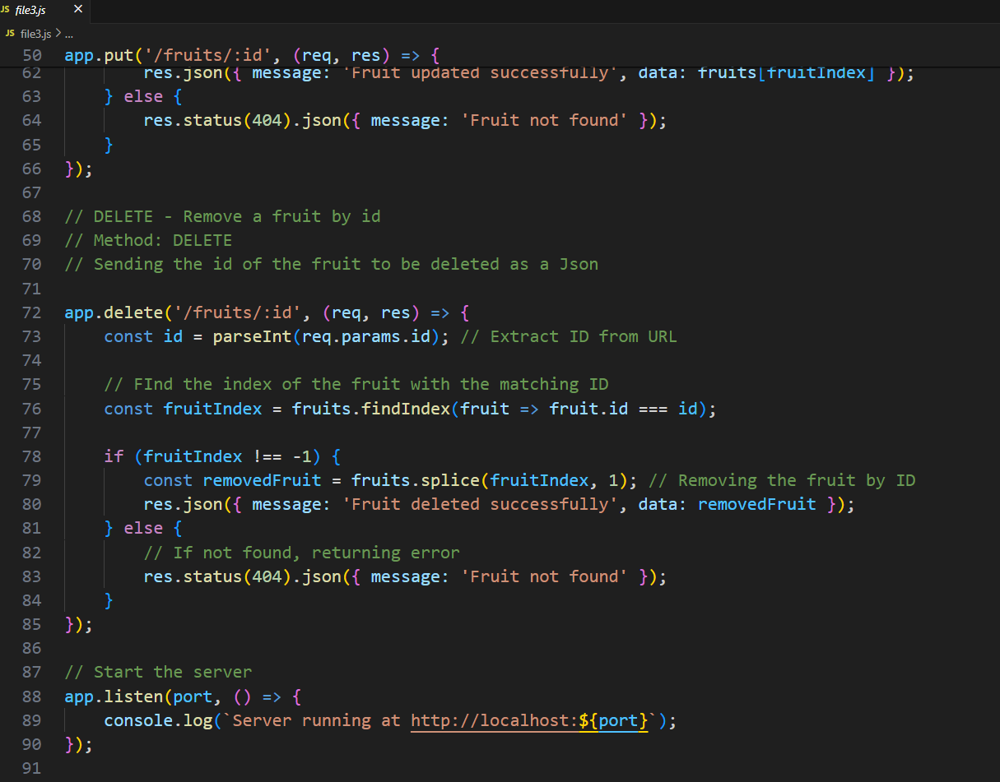 JS file3.js ×
JS file3.js > ...
50 app.put('/fruits/:id', (req, res) => {
62         res.json({ message: 'Fruit updated successfully', data: fruits[fruitIndex] });
63     } else {
64         res.status(404).json({ message: 'Fruit not found' });
65     }
66 });
67
68 // DELETE - Remove a fruit by id
69 // Method: DELETE
70 // Sending the id of the fruit to be deleted as a Json
71
72 app.delete('/fruits/:id', (req, res) => {
73     const id = parseInt(req.params.id); // Extract ID from URL
74
75     // FInd the index of the fruit with the matching ID
76     const fruitIndex = fruits.findIndex(fruit => fruit.id === id);
77
78     if (fruitIndex !== -1) {
79         const removedFruit = fruits.splice(fruitIndex, 1); // Removing the fruit by ID
80         res.json({ message: 'Fruit deleted successfully', data: removedFruit });
81     } else {
82         // If not found, returning error
83         res.status(404).json({ message: 'Fruit not found' });
84     }
85 });
86
87 // Start the server
88 app.listen(port, () => {
89     console.log(`Server running at http://localhost:${port}`);
90 });
91